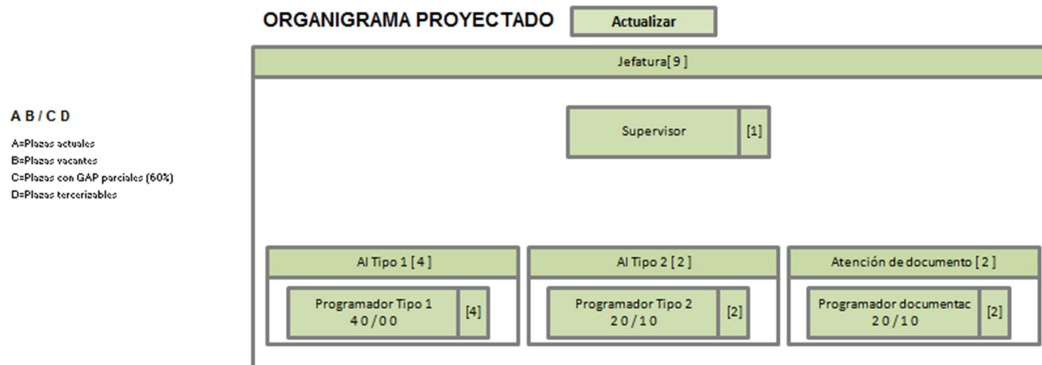 ORGANIGRAMA PROYECTADO
Actualizar
Jefatura[ 9 ]
A B / C D
A=Plazas actuales
B=Plazas vacantes
C=Plazas con GAP parciales (60%)
D=Plazas tercerizables
Supervisor [1]
AI Tipo 1 [ 4 ]
Programador Tipo 1
4 0 / 0 0
[4]
AI Tipo 2 [ 2 ]
Programador Tipo 2
2 0 / 1 0
[2]
Atención de documento [ 2 ]
Programador documentac
2 0 / 1 0
[2]